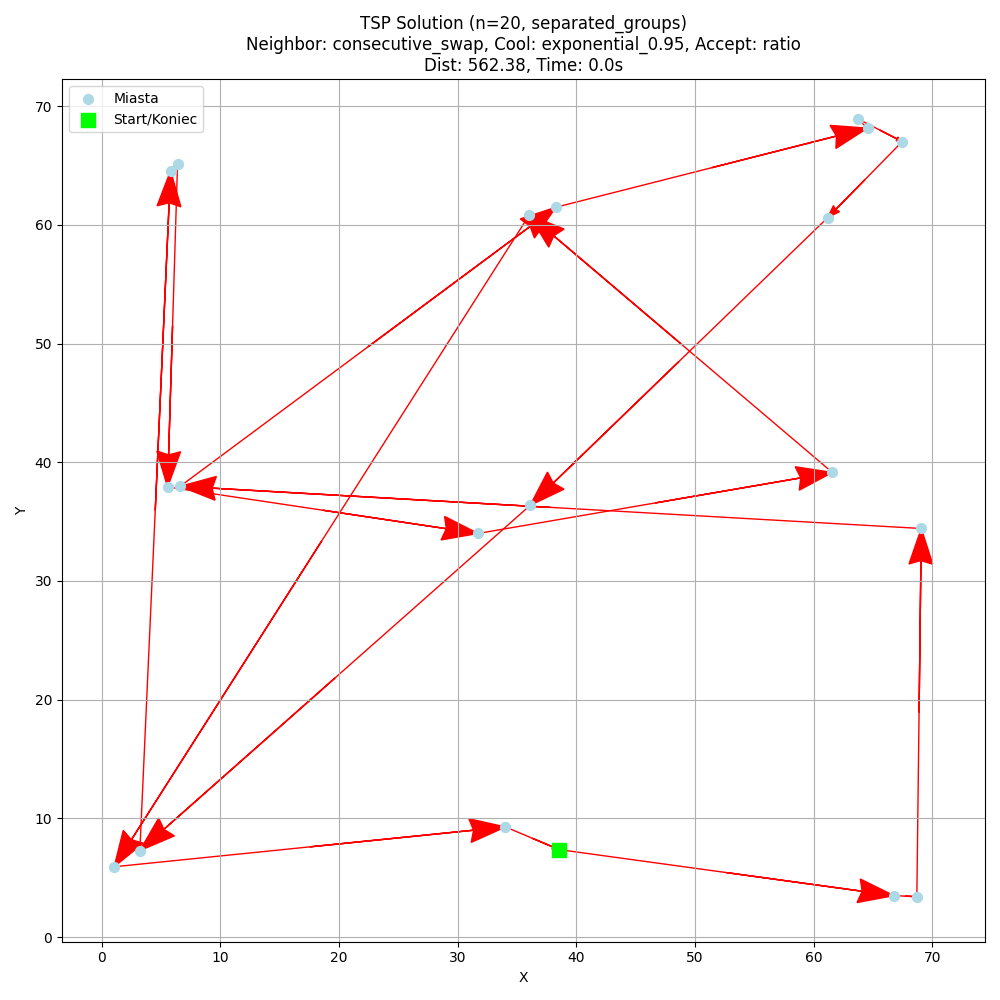 TSP Solution (n=20, separated_groups)
Neighbor: consecutive_swap, Cool: exponential_0.95, Accept: ratio
Dist: 562.38, Time: 0.0s
Miasta
Start/Koniec
70
60
50
40
30
20
10
0
Y
0 10 20 30 40 50 60 70
X